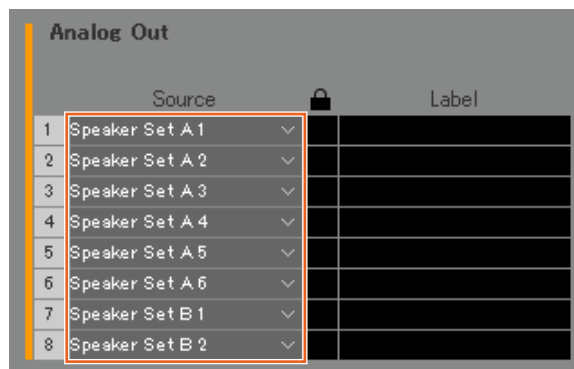 Analog Out
Source Label
1 Speaker Set A 1
2 Speaker Set A 2
3 Speaker Set A 3
4 Speaker Set A 4
5 Speaker Set A 5
6 Speaker Set A 6
7 Speaker Set B 1
8 Speaker Set B 2